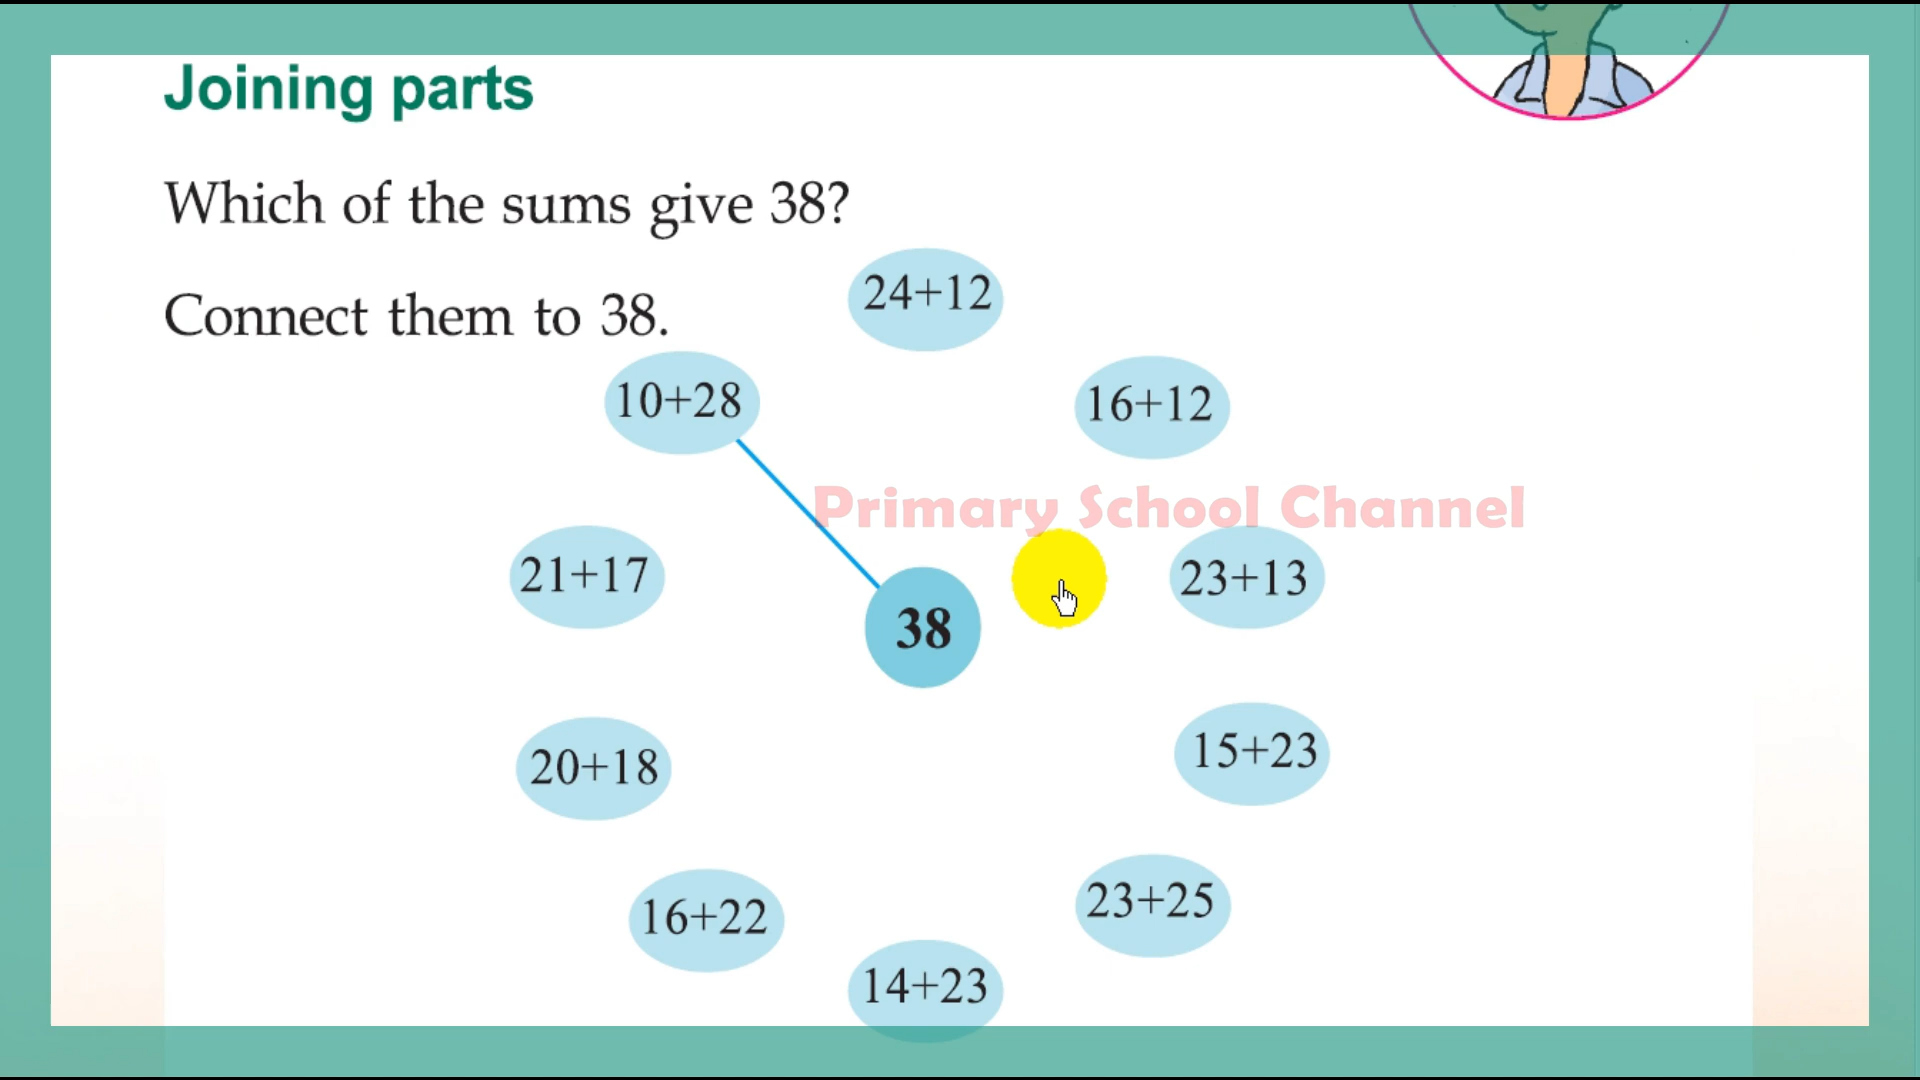 Joining parts
Which of the sums give 38?
Connect them to 38.
24+12
10+28
16+12
Primary School Channel
21+17
23+13
38
20+18
15+23
16+22
23+25
14+23